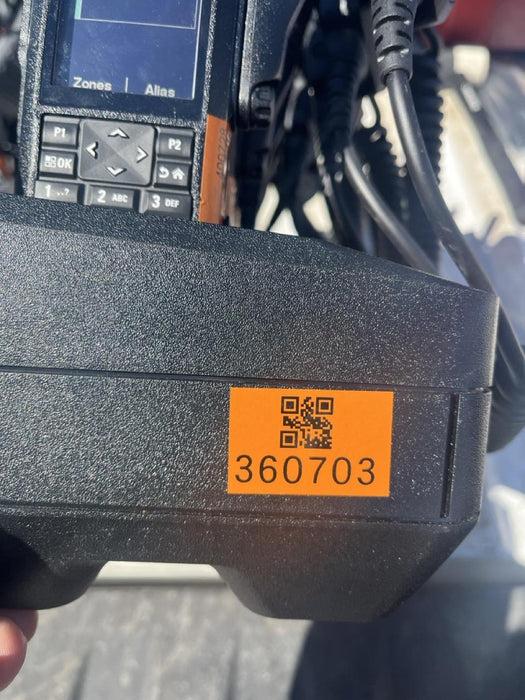 Zones | Alias
P1
P2
OK
1 ..?
2 ABC
3 DEF
360703